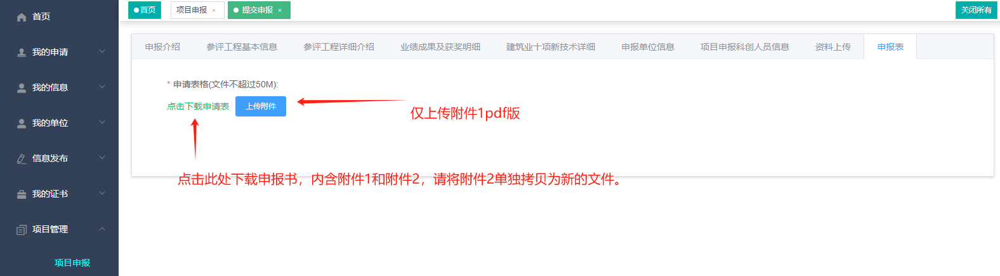 首页
我的申请
我的信息
我的单位
信息发布
我的证书
项目管理
项目申报
首页 项目申报 × 提交申报 × 关闭所有
申报介绍 参评工程基本信息 参评工程详细介绍 业绩成果及获奖明细 建筑业十项新技术详细 申报单位信息 项目申报科创人员信息 资料上传 申报表
* 申请表格(文件不超过50M):
点击下载申请表 上传附件
仅上传附件1pdf版
点击此处下载申报书，内含附件1和附件2，请将附件2单独拷贝为新的文件。